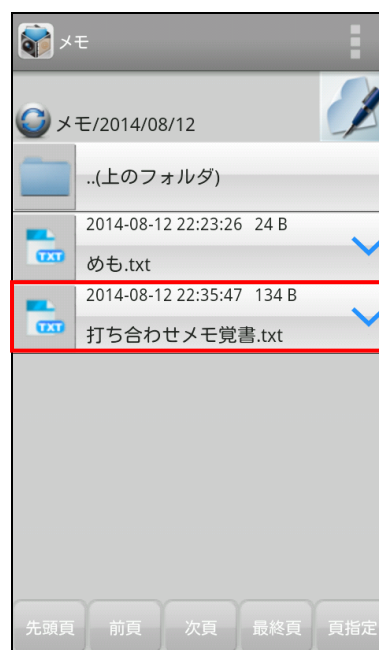 メモ
メモ/2014/08/12
..(上のフォルダ)
2014-08-12 22:23:26 24 B
TXT
めも.txt
2014-08-12 22:35:47 134 B
TXT
打ち合わせメモ覚書.txt
先頭頁 前頁 次頁 最終頁 頁指定